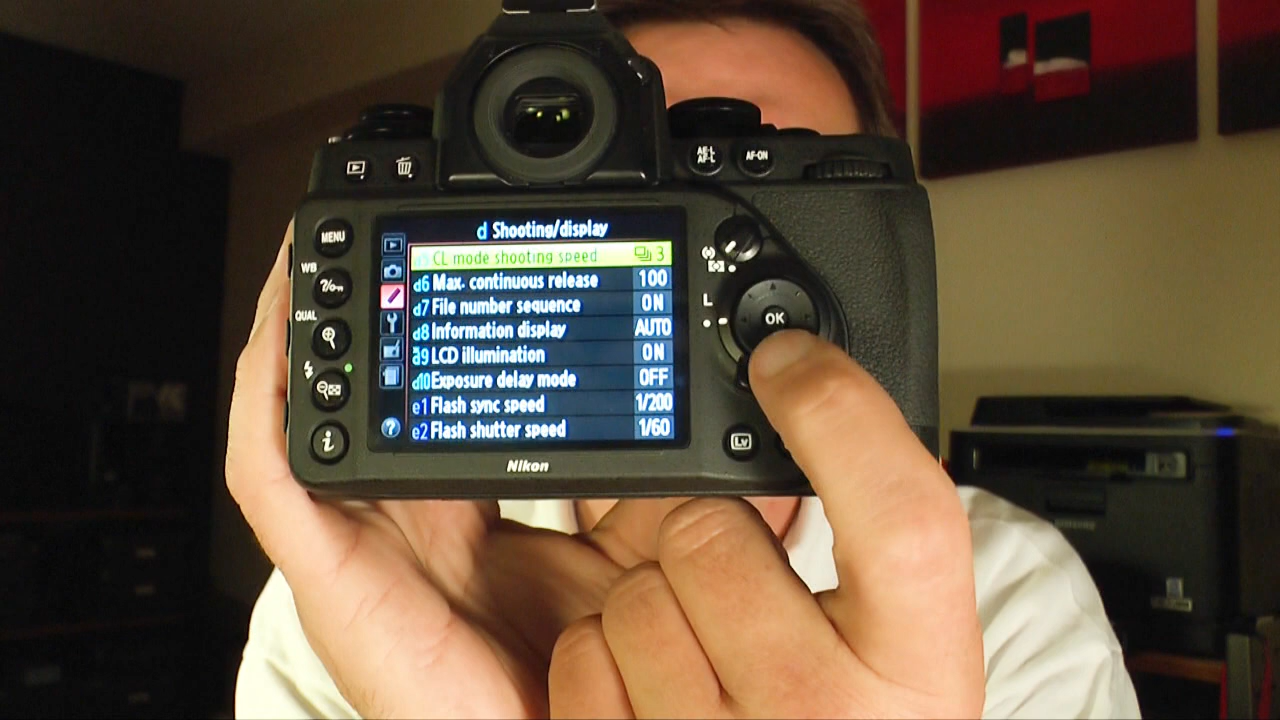 AE-L
AF-L
AF-ON
MENU
WB
?/
QUAL
i
d Shooting/display
d5 CL mode shooting speed... 3
d6 Max. continuous release 100
d7 File number sequence ON
d8 Information display AUTO
d9 LCD illumination ON
d10 Exposure delay mode OFF
e1 Flash sync speed 1/200
e2 Flash shutter speed 1/60
?
L
OK
Lv
Nikon